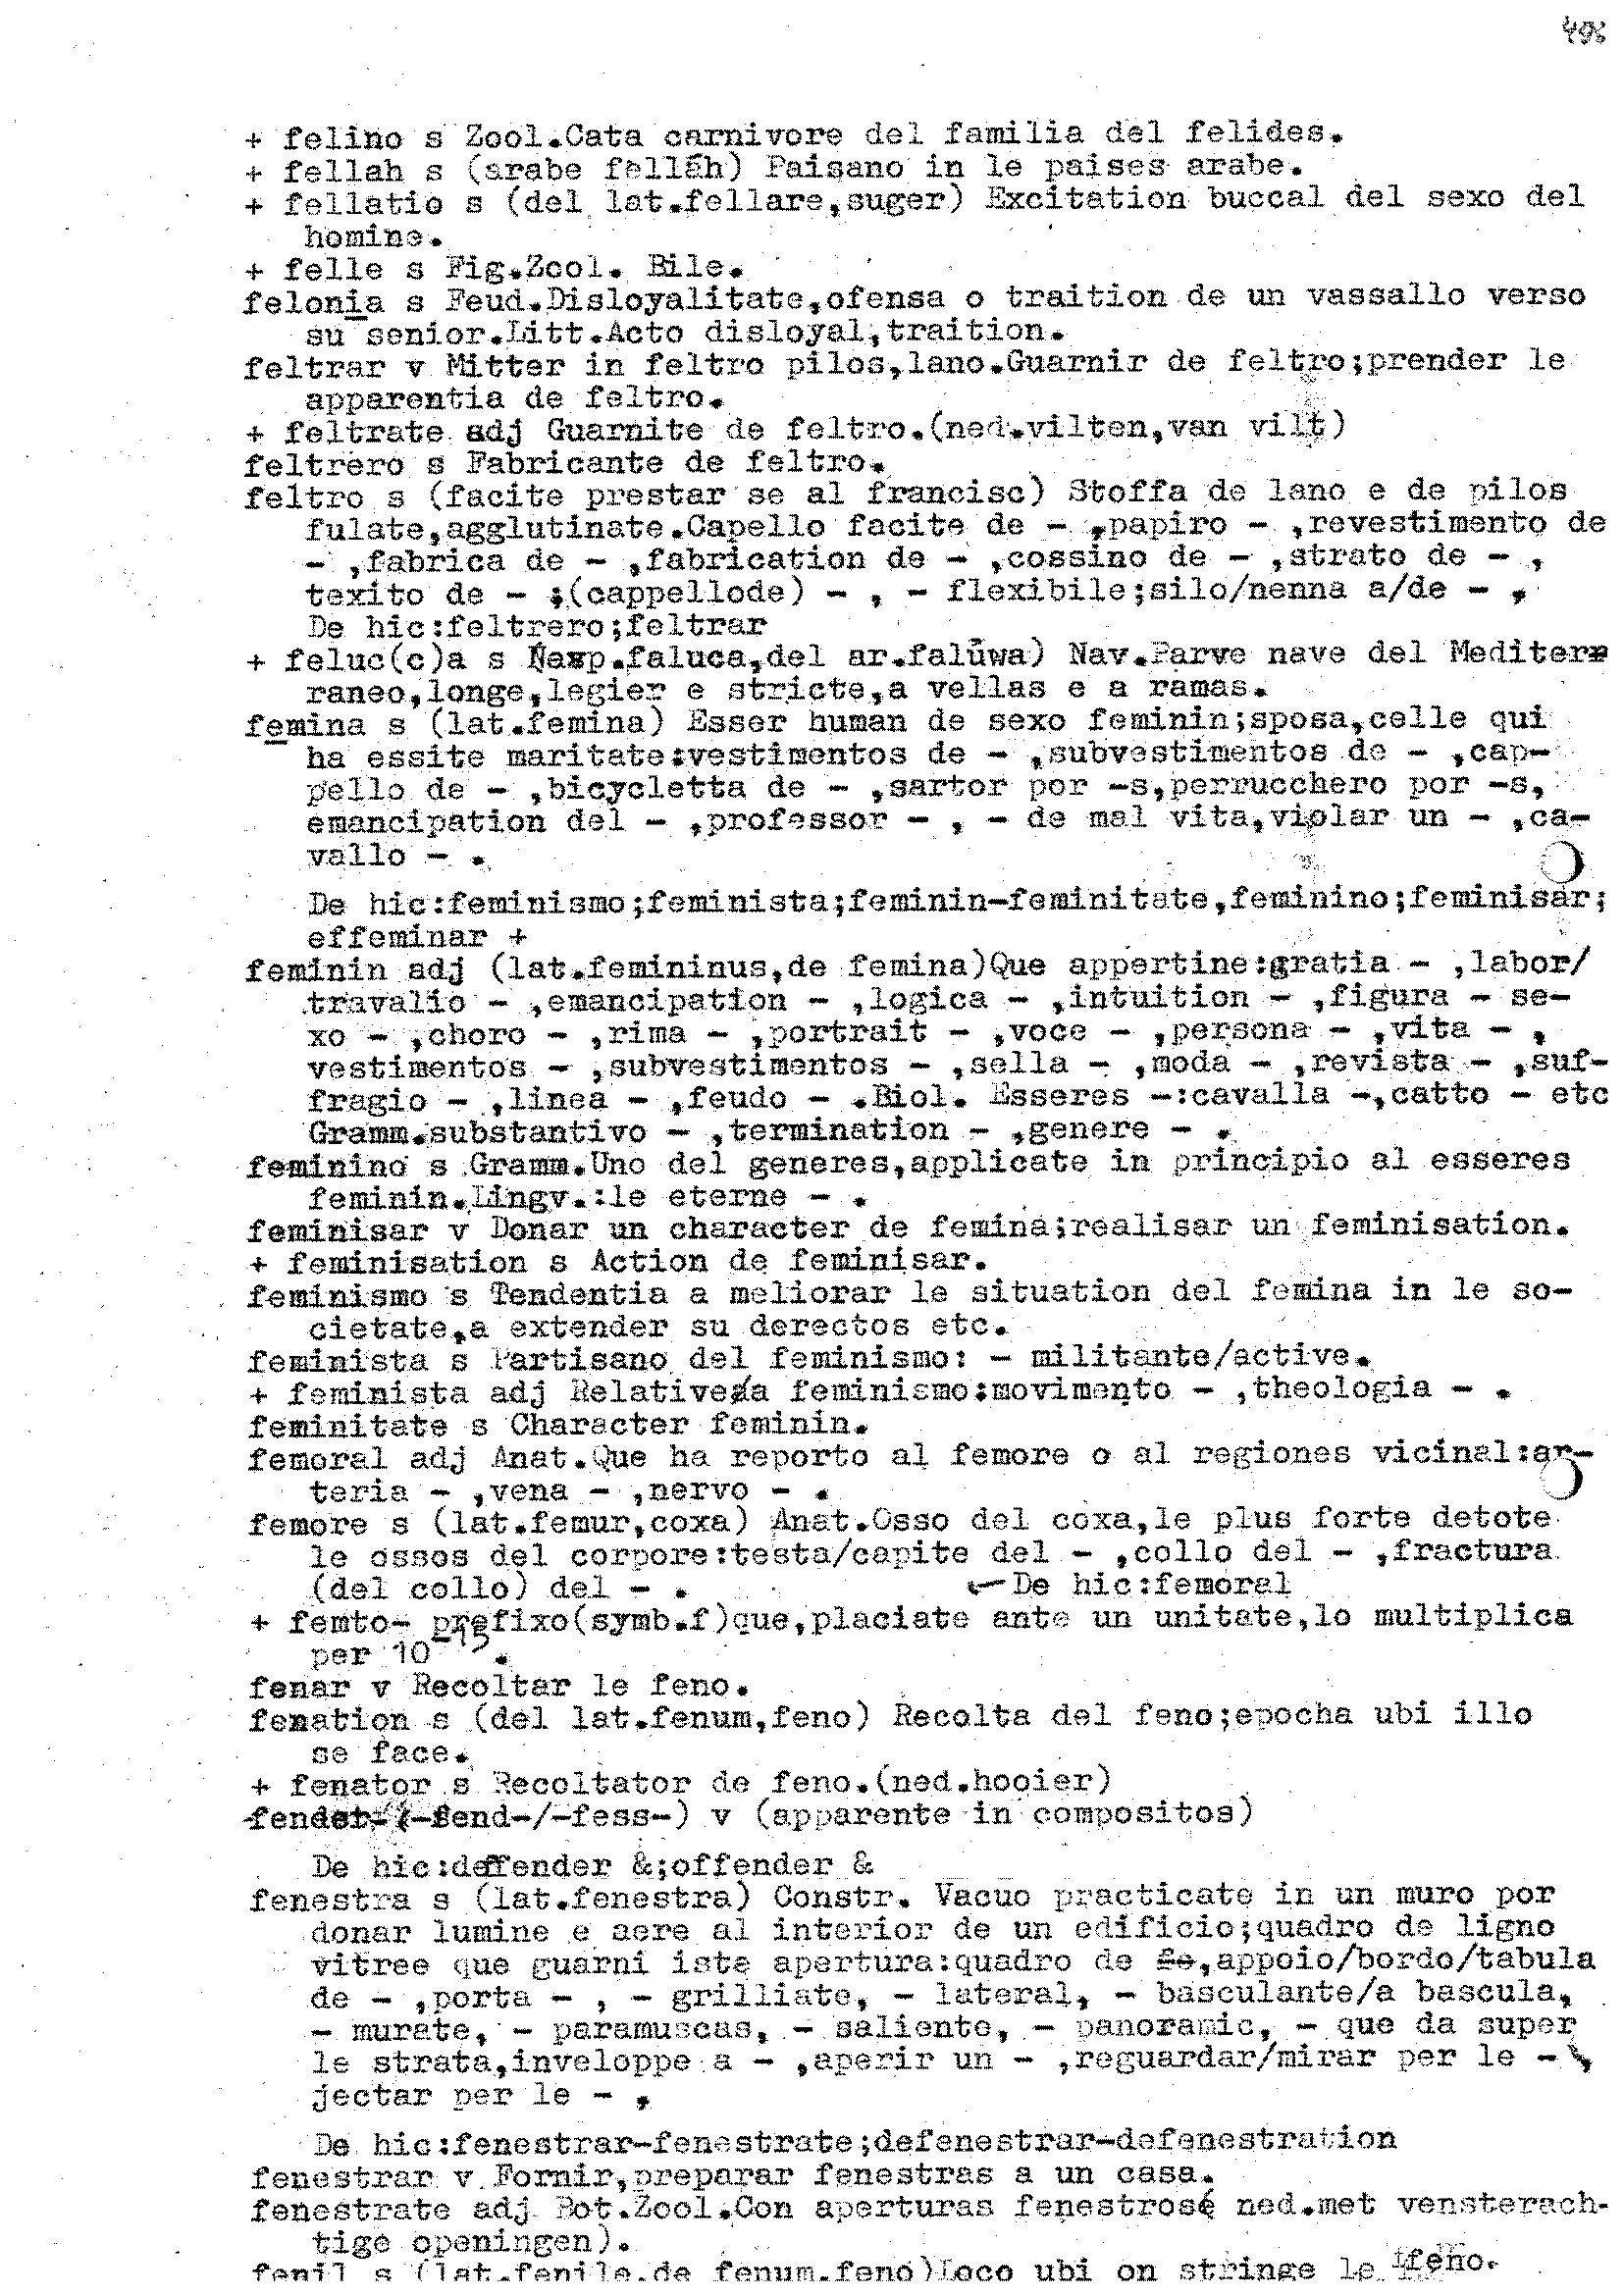 498
+ felino s Zool.Cata carnivore del familia del felides.
+ fellah s (arabe fellāh) Paisano in le paises arabe.
+ fellatio s (del lat.fellare,suger) Excitation buccal del sexo del
homine.
+ felle s Fig.Zool. Bile.
felonia s Feud.Disloyalitate,ofensa o traition de un vassallo verso
su senior.Litt.Acto disloyal,traition.
feltrar v Mitter in feltro pilos,lano.Guarnir de feltro;prender le
apparentia de feltro.
+ feltrate adj Guarnite de feltro.(ned.vilten,van vilt)
feltrero s Fabricante de feltro.
feltro s (facite prestar se al francisc) Stoffa de lano e de pilos
fulate,agglutinate.Capello facite de - ,papiro - ,revestimento de
- ,fabrica de - ,fabrication de - ,cossino de - ,strato de - ,
texito de - ;(cappellode) - , - flexibile;silo/nenna a/de - ,
De hic:feltrero;feltrar
+ feluc(c)a s .faluca,del ar.falūwa) Nav.Parve nave del Mediter
raneo,longe,legier e stricte,a vellas e a ramas.
femina s (lat.femina) Esser human de sexo feminin;sposa,celle qui
ha essite maritate:vestimentos de - ,subvestimentos de - ,cap-
pello de - ,bicycletta de - ,sartor por -s,perrucchero por -s,
emancipation del - ,professor - , - de mal vita,violar un - ,ca-
vallo - .
De hic:feminismo;feminista;feminin-feminitate,feminino;feminisar;
effeminar +
feminin adj (lat.femininus,de femina)Que appertine:gratia - ,labor/
travalio - ,emancipation - ,logica - ,intuition - ,figura - se-
xo - ,choro - ,rima - ,portrait - ,voce - ,persona - ,vita - ,
vestimentos - ,subvestimentos - ,sella - ,moda - ,revista - ,suf-
fragio - ,linea - ,feudo - .Biol. Esseres -:cavalla -,catto - etc
Gramm.substantivo - ,termination - ,genere - .
feminino s Gramm.Uno del generes,applicate in principio al esseres
feminin.Lingv.:le eterne - .
feminisar v Donar un character de femina;realisar un feminisation.
+ feminisation s Action de feminisar.
feminismo s Tendentia a meliorar le situation del femina in le so-
cietate,a extender su derectos etc.
feminista s Partisano del feminismo: - militante/active.
+ feminista adj Relative a feminismo:movimento - ,theologia - .
feminitate s Character feminin.
femoral adj Anat.Que ha reporto al femore o al regiones vicinal:ar-
teria - ,vena - ,nervo - .
femore s (lat.femur,coxa) Anat.Osso del coxa,le plus forte detote
le ossos del corpore:testa/capite del - ,collo del - ,fractura
(del collo) del - . ←De hic:femoral
+ femto- prefixo(symb.f)que,placiate ante un unitate,lo multiplica
per 10⁻¹⁵.
fenar v Recoltar le feno.
fenation s (del lat.fenum,feno) Recolta del feno;epocha ubi illo
se face.
+ fenator s Recoltator de feno.(ned.hooier)
-fender- (-fend-/-fess-) v (apparente in compositos)
De hic:deffender &;offender &
fenestra s (lat.fenestra) Constr. Vacuo practicate in un muro por
donar lumine e aere al interior de un edificio;quadro de ligno
vitree que guarni iste apertura:quadro de fe,appoio/bordo/tabula
de - ,porta - , - grilliate, - lateral, - basculante/a bascula,
- murate, - paramuscas, - saliente, - panoramic, - que da super
le strata,inveloppe a - ,aperir un - ,reguardar/mirar per le - ,
jectar per le - ,
De hic:fenestrar-fenestrate;defenestrar-defenestration
fenestrar v Fornir,preparar fenestras a un casa.
fenestrate adj Bot.Zool.Con aperturas fenestrose( ned.met vensterach-
tige openingen).
fenil s (lat.fenile,de fenum,feno)Loco ubi on stringe le feno.